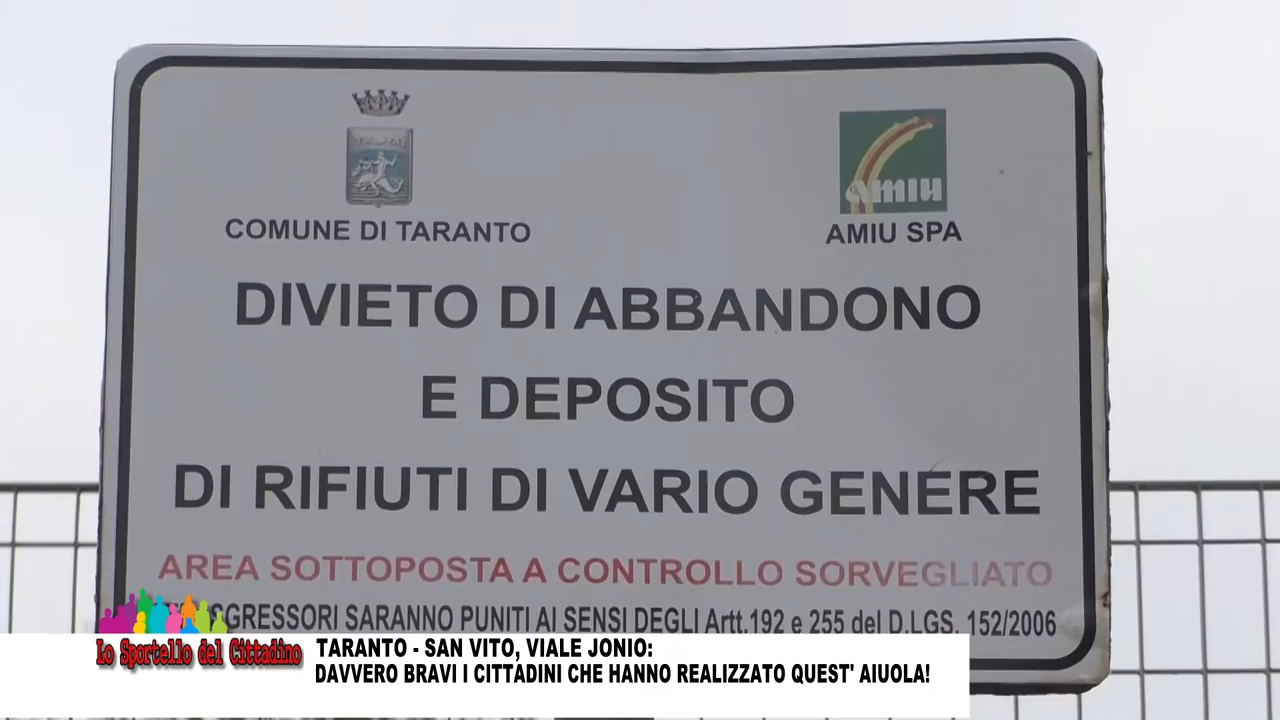 COMUNE DI TARANTO
amiu
AMIU SPA
DIVIETO DI ABBANDONO
E DEPOSITO
DI RIFIUTI DI VARIO GENERE
AREA SOTTOPOSTA A CONTROLLO SORVEGLIATO
SARANNO PUNITI AI SENSI DEGLI Artt.192 e 255 del D.LGS. 152/2006
Lo Sportello del Cittadino
TARANTO - SAN VITO, VIALE JONIO:
DAVVERO BRAVI I CITTADINI CHE HANNO REALIZZATO QUEST' AIUOLA!